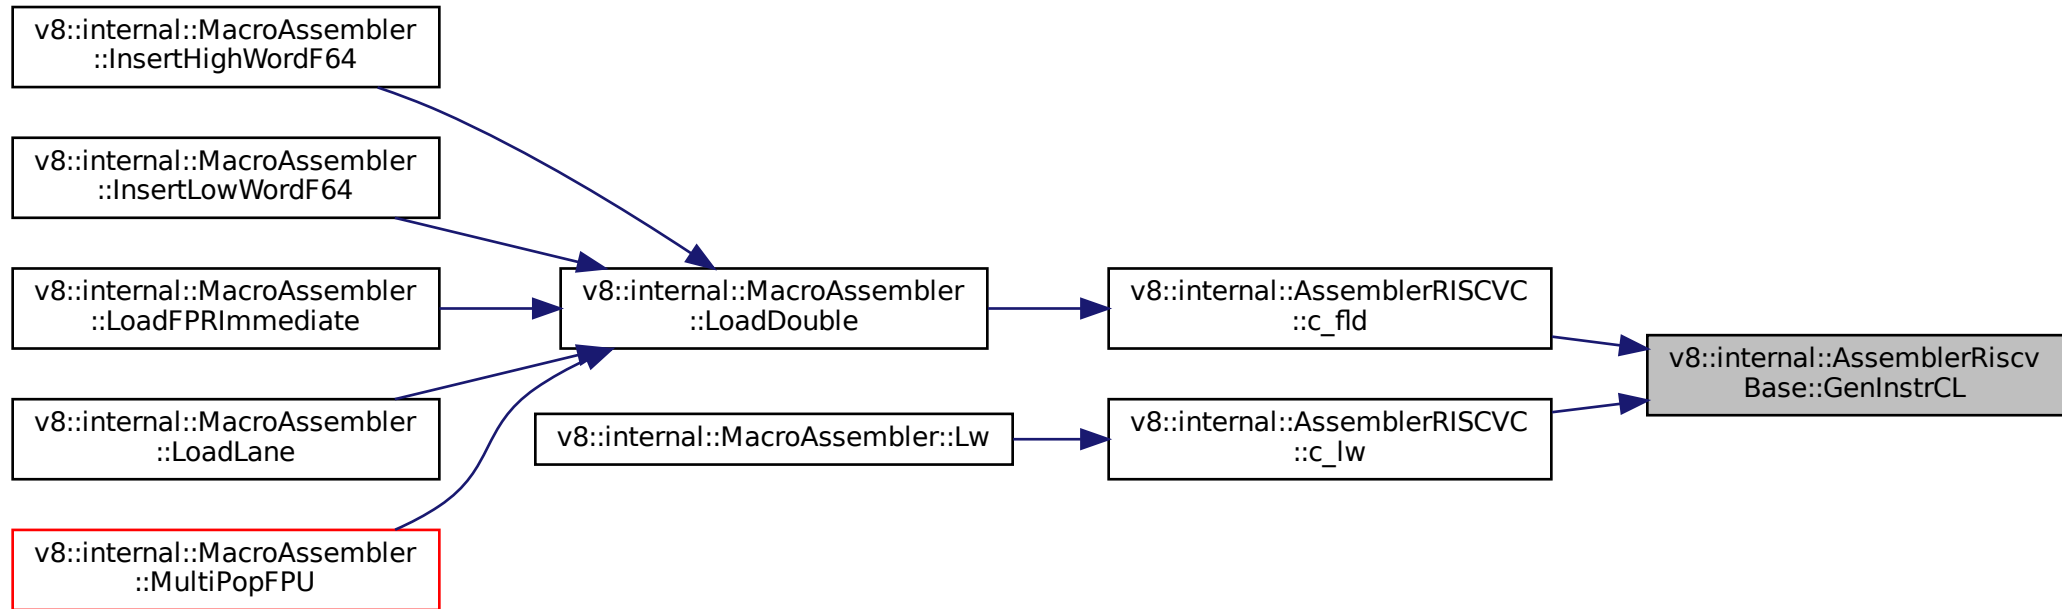 v8::internal::MacroAssembler
::InsertHighWordF64
v8::internal::MacroAssembler
::InsertLowWordF64
v8::internal::MacroAssembler
::LoadFPRImmediate
v8::internal::MacroAssembler
::LoadLane
v8::internal::MacroAssembler
::MultiPopFPU
v8::internal::MacroAssembler
::LoadDouble
v8::internal::MacroAssembler::Lw
v8::internal::AssemblerRISCVC
::c_fld
v8::internal::AssemblerRISCVC
::c_lw
v8::internal::AssemblerRiscv
Base::GenInstrCL